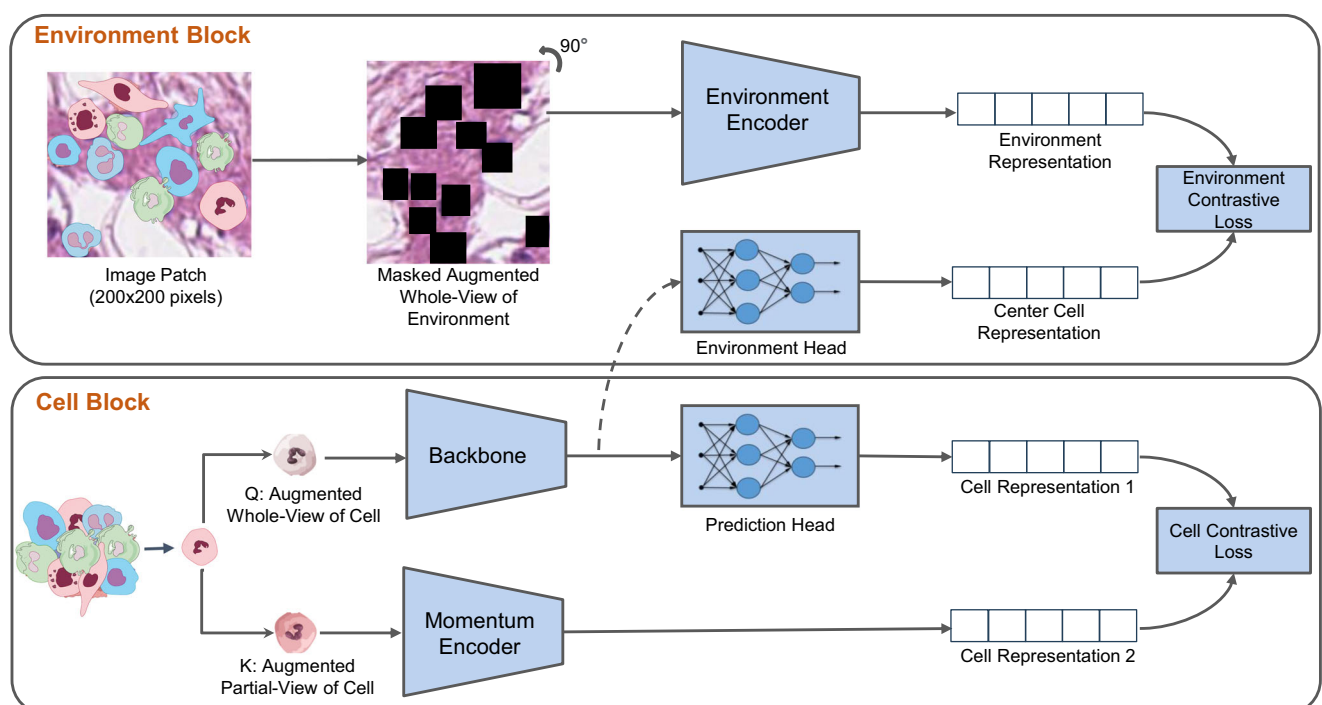 Environment Block
90°
Image Patch
(200x200 pixels)
Masked Augmented
Whole-View of
Environment
Environment
Encoder
Environment
Representation
Environment
Contrastive
Loss
Environment Head
Center Cell
Representation
Cell Block
Q: Augmented
Whole-View of Cell
Backbone
Prediction Head
Cell Representation 1
Cell Contrastive
Loss
K: Augmented
Partial-View of Cell
Momentum
Encoder
Cell Representation 2